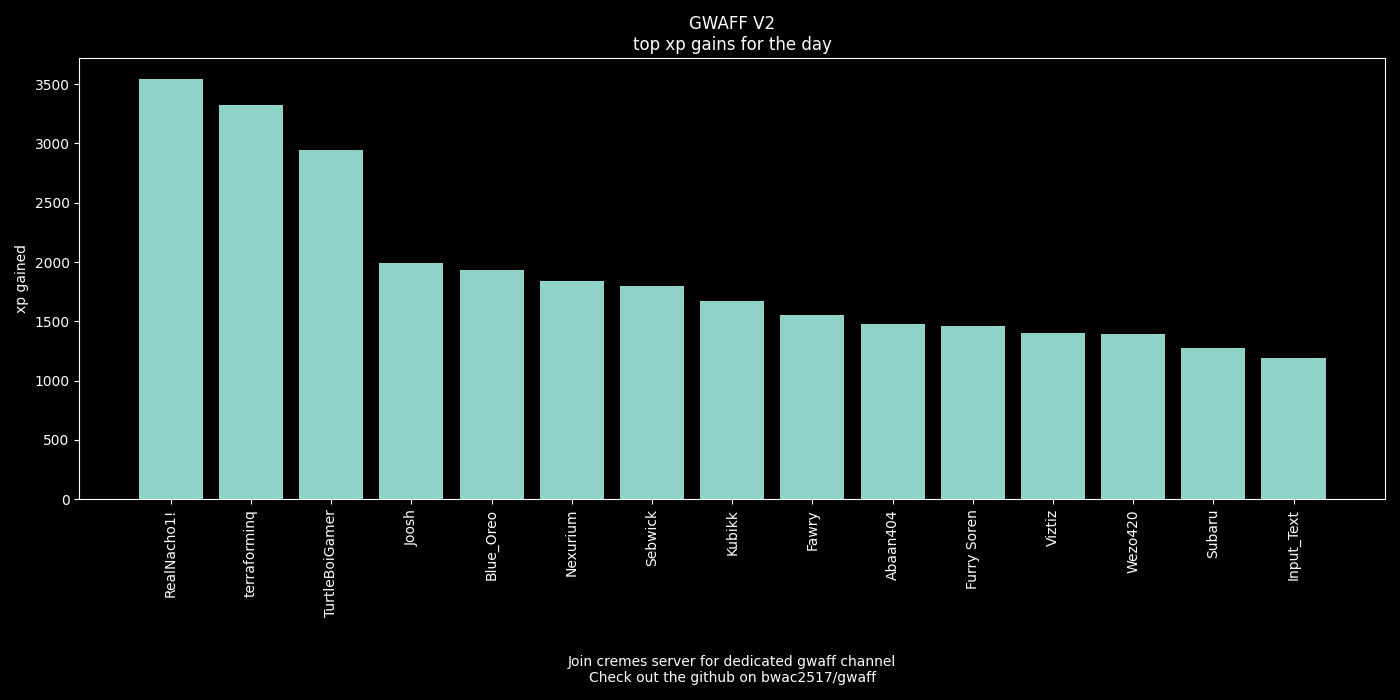 GWAFF V2
top xp gains for the day
xp gained
3500
3000
2500
2000
1500
1000
500
0
RealNacho1!
terraforminq
TurtleBoiGamer
Joosh
Blue_Oreo
Nexurium
Sebwick
Kubikk
Fawry
Abaan404
Furry Soren
Viztiz
Wezo420
Subaru
Input_Text
Join cremes server for dedicated gwaff channel
Check out the github on bwac2517/gwaff